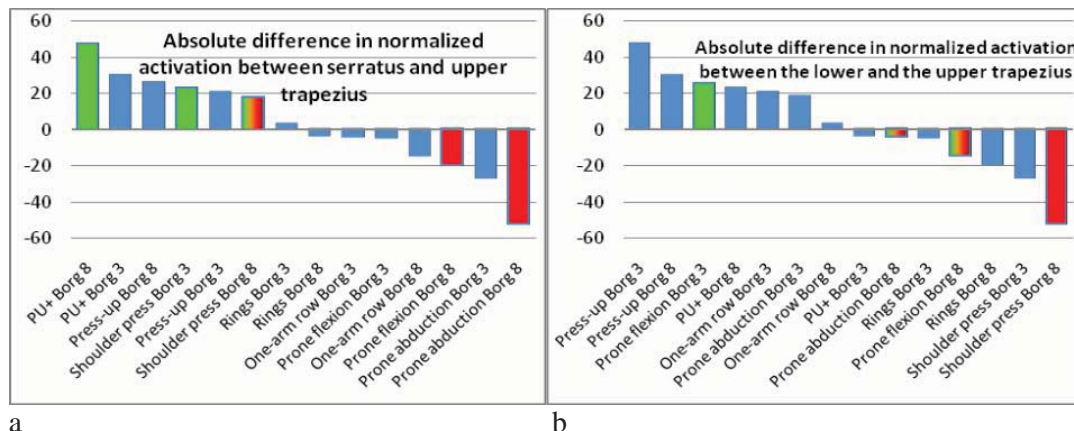 60
40
20
0
-20
-40
-60
Absolute difference in normalized
activation between serratus and upper
trapezius
PU+ Borg 8
PU+ Borg 3
Press-up Borg 8
Shoulder press Borg 3
Press-up Borg 3
Shoulder press Borg 8
Rings Borg 3
Rings Borg 8
One-arm row Borg 3
Prone flexion Borg 3
One-arm row Borg 8
Prone flexion Borg 8
Prone abduction Borg 3
Prone abduction Borg 8
a
60
40
20
0
-20
-40
-60
Absolute difference in normalized activation
between the lower and the upper trapezius
Press-up Borg 3
Press-up Borg 8
Prone flexion Borg 3
PU+ Borg 8
One-arm row Borg 3
Prone abduction Borg 3
One-arm row Borg 8
PU+ Borg 3
Prone abduction Borg 8
Rings Borg 3
Prone flexion Borg 8
Rings Borg 8
Shoulder press Borg 3
Shoulder press Borg 8
b